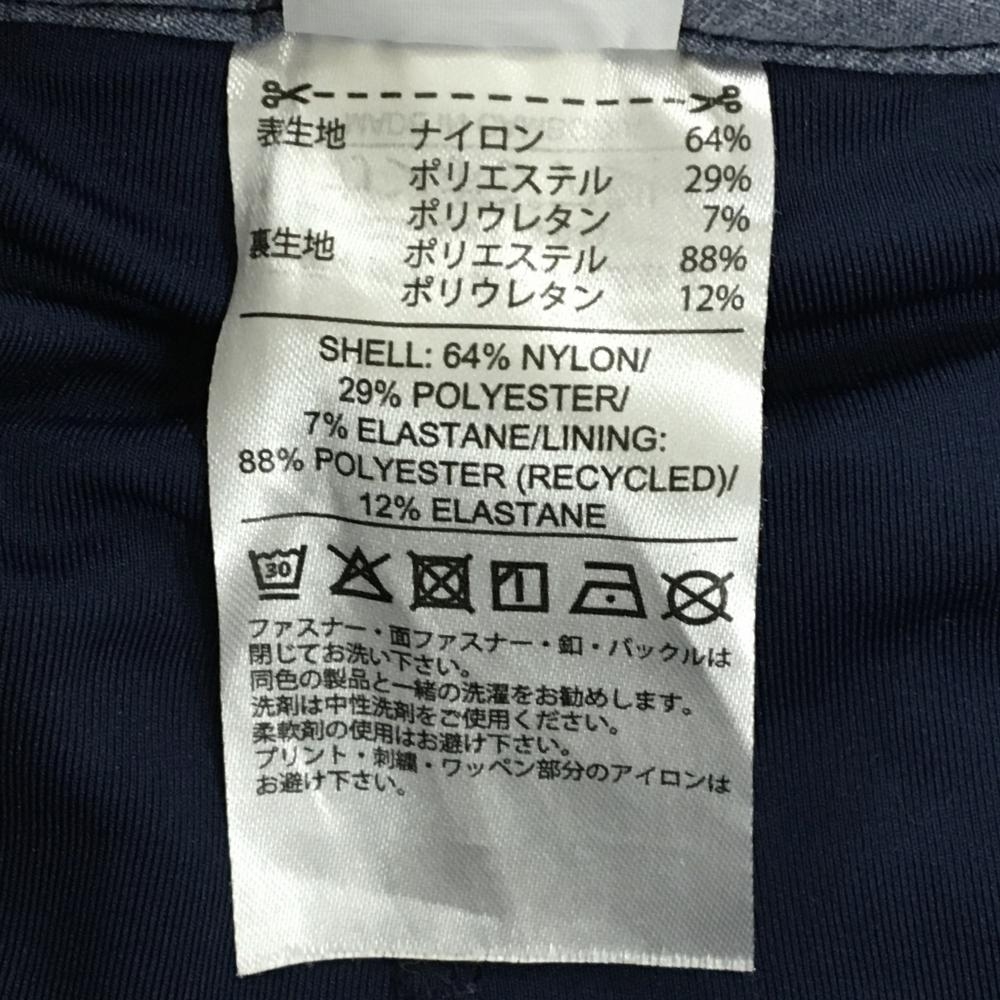 表生地 ナイロン 64%
ポリエステル 29%
ポリウレタン 7%
裏生地 ポリエステル 88%
ポリウレタン 12%
SHELL: 64% NYLON/
29% POLYESTER/
7% ELASTANE/LINING:
88% POLYESTER (RECYCLED)/
12% ELASTANE
30
ファスナー・面ファスナー・釦・バックルは
閉じてお洗い下さい。
同色の製品と一緒の洗濯をお勧めします。
洗剤は中性洗剤をご使用ください。
柔軟剤の使用はお避け下さい。
プリント・刺繍・ワッペン部分のアイロンは
お避け下さい。